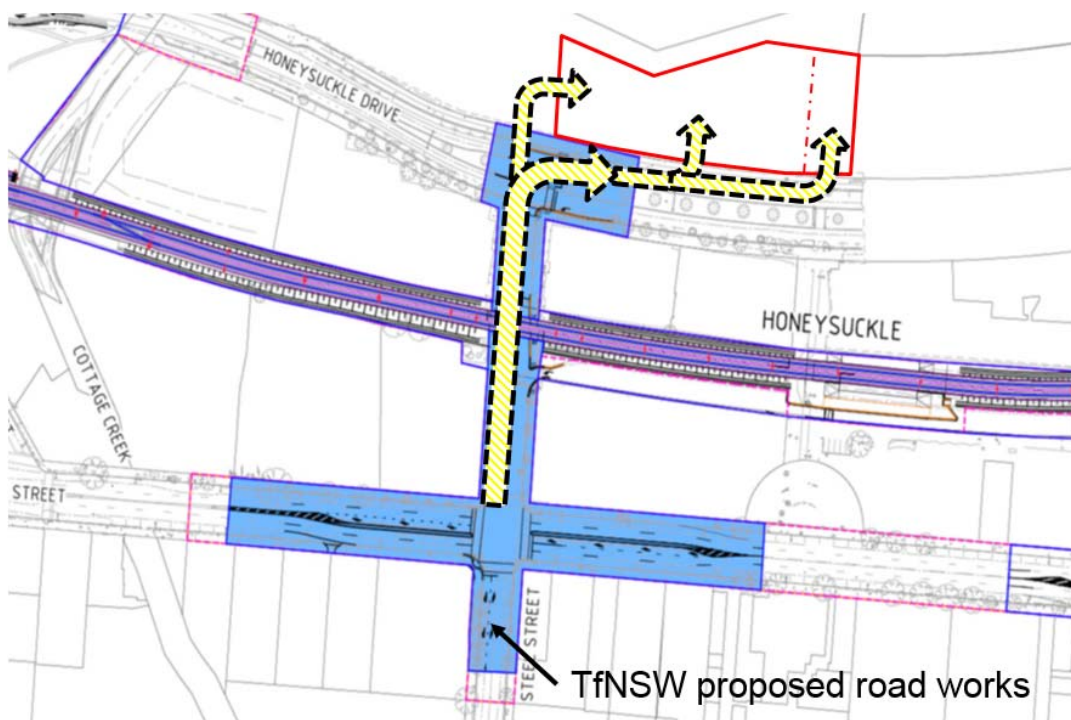 HONEYSUCKLE DRIVE
HONEYSUCKLE
COTTAGE CREEK
STREET
STEEL STREET
TfNSW proposed road works